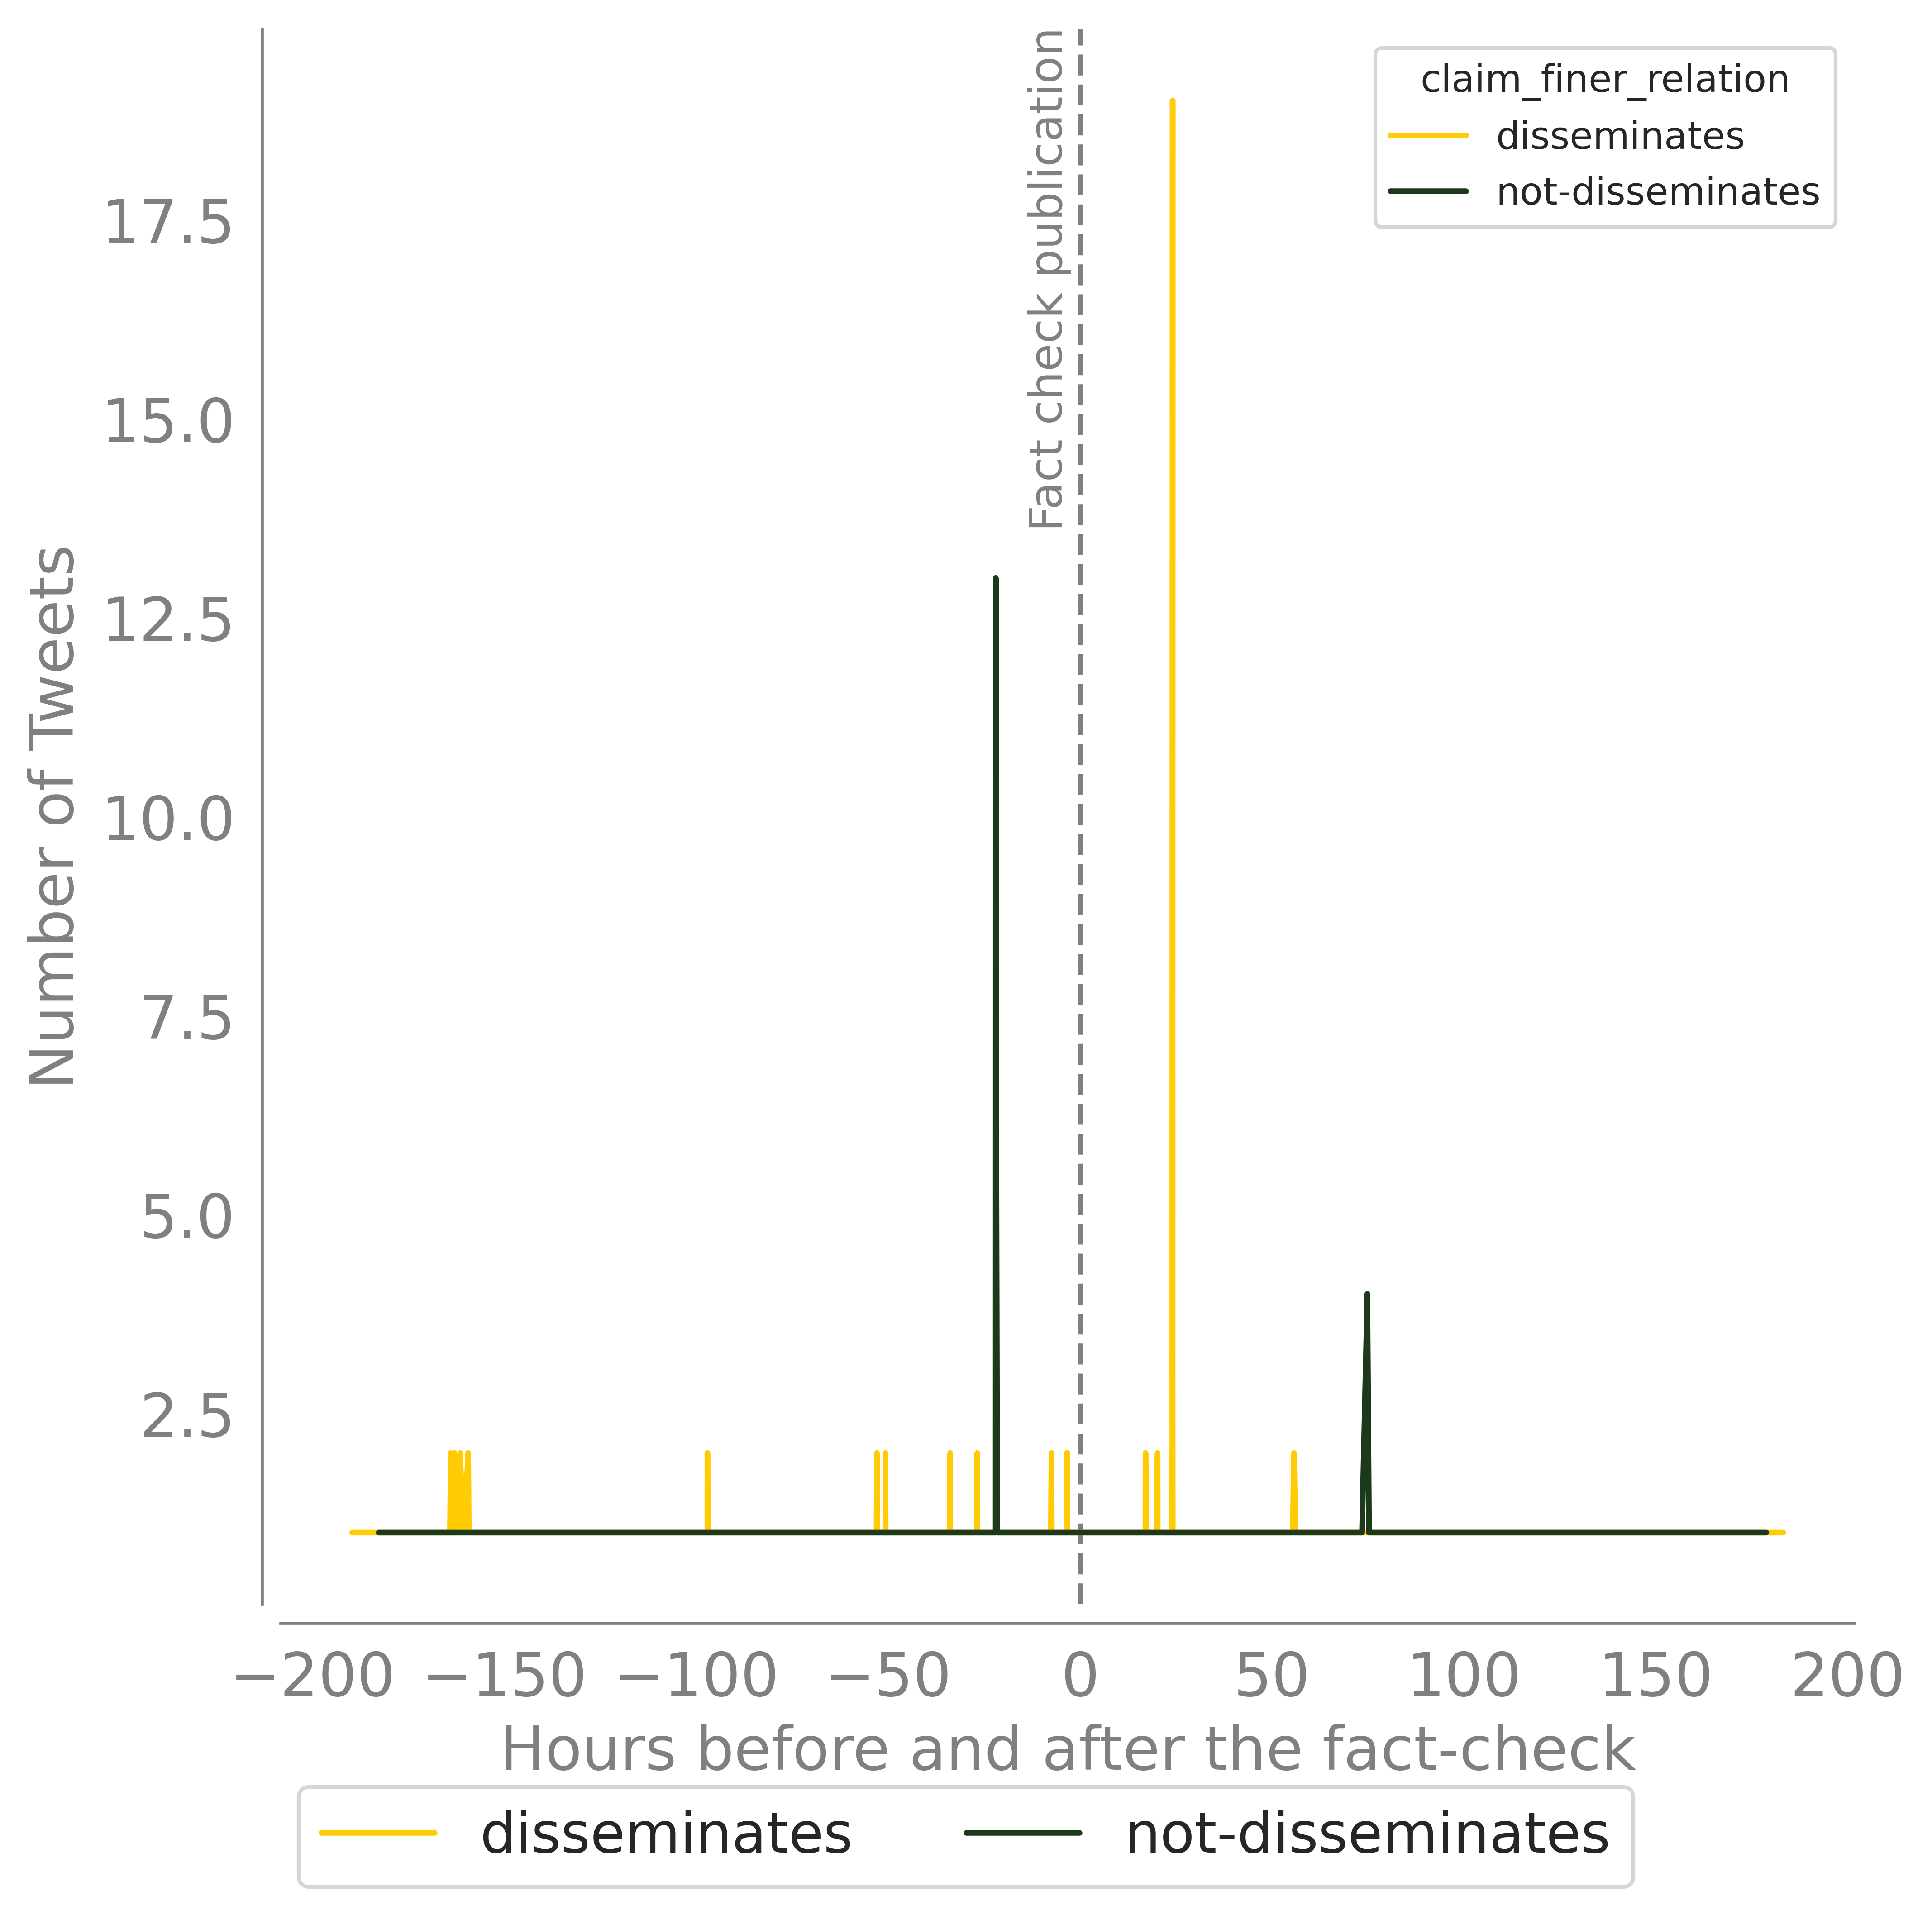 Fact check publication
claim_finer_relation
disseminates
not-disseminates
Number of Tweets
17.5
15.0
12.5
10.0
7.5
5.0
2.5
−200 −150 −100 −50 0 50 100 150 200
Hours before and after the fact-check
disseminates not-disseminates